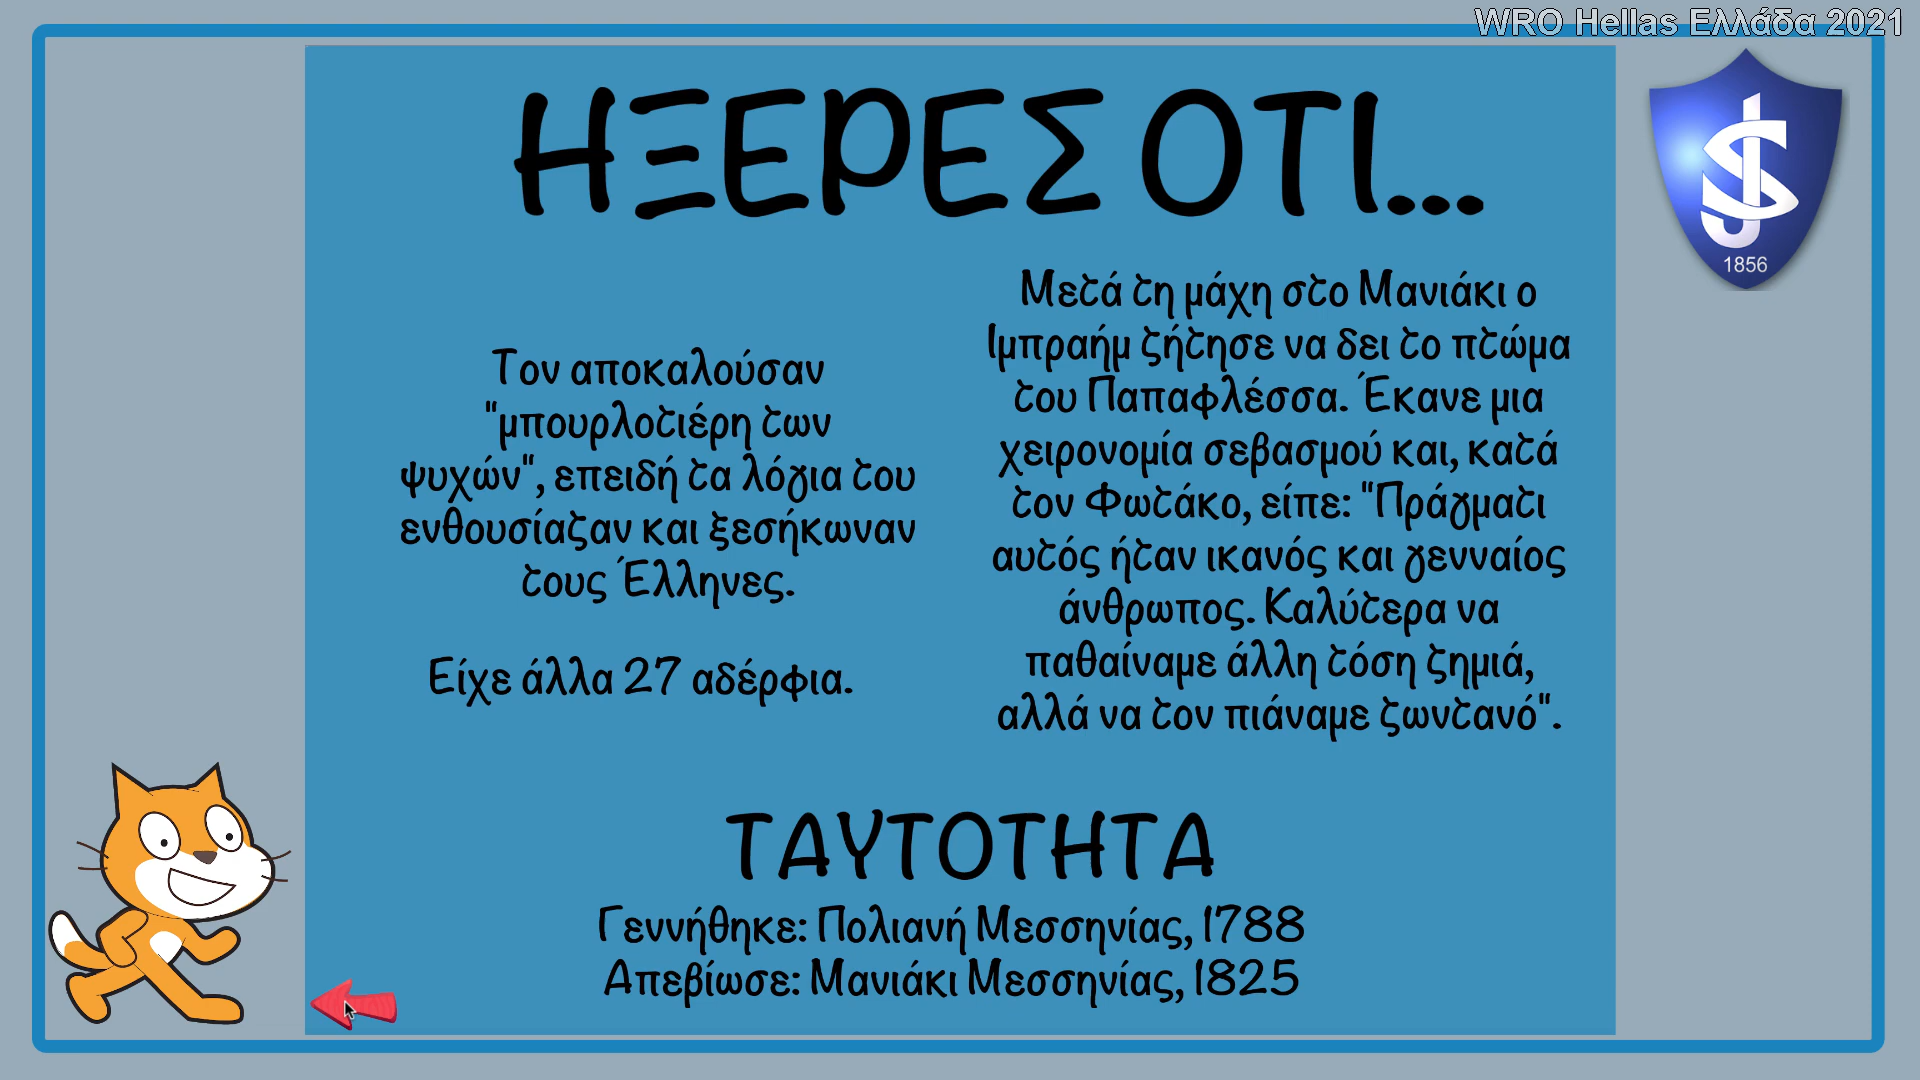 WRO Hellas Ελλάδα 2021
ΗΞΕΡΕΣ ΟΤΙ...
Τον αποκαλούσαν
"μπουρλοτιέρη των
ψυχών", επειδή τα λόγια του
ενθουσίαζαν και ξεσήκωναν
τους Έλληνες.
Είχε άλλα 27 αδέρφια.
Μετά τη μάχη στο Μανιάκι ο
Ιμπραήμ ζήτησε να δει το πτώμα
του Παπαφλέσσα. Έκανε μια
χειρονομία σεβασμού και, κατά
τον Φωτάκο, είπε: "Πράγματι
αυτός ήταν ικανός και γενναίος
άνθρωπος. Καλύτερα να
παθαίναμε άλλη τόση ζημιά,
αλλά να τον πιάναμε ζωντανό".
ΤΑΥΤΟΤΗΤΑ
Γεννήθηκε: Πολιανή Μεσσηνίας, 1788
Απεβίωσε: Μανιάκι Μεσσηνίας, 1825
1856